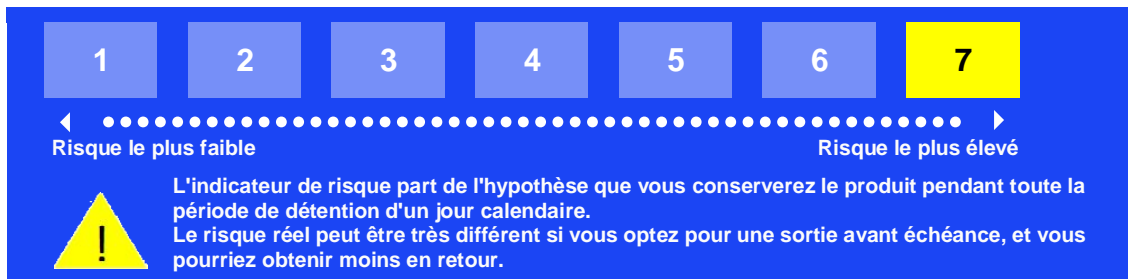 1 2 3 4 5 6 7
Risque le plus faible Risque le plus élevé
L'indicateur de risque part de l'hypothèse que vous conserverez le produit pendant toute la
période de détention d'un jour calendaire.
Le risque réel peut être très différent si vous optez pour une sortie avant échéance, et vous
pourriez obtenir moins en retour.
!